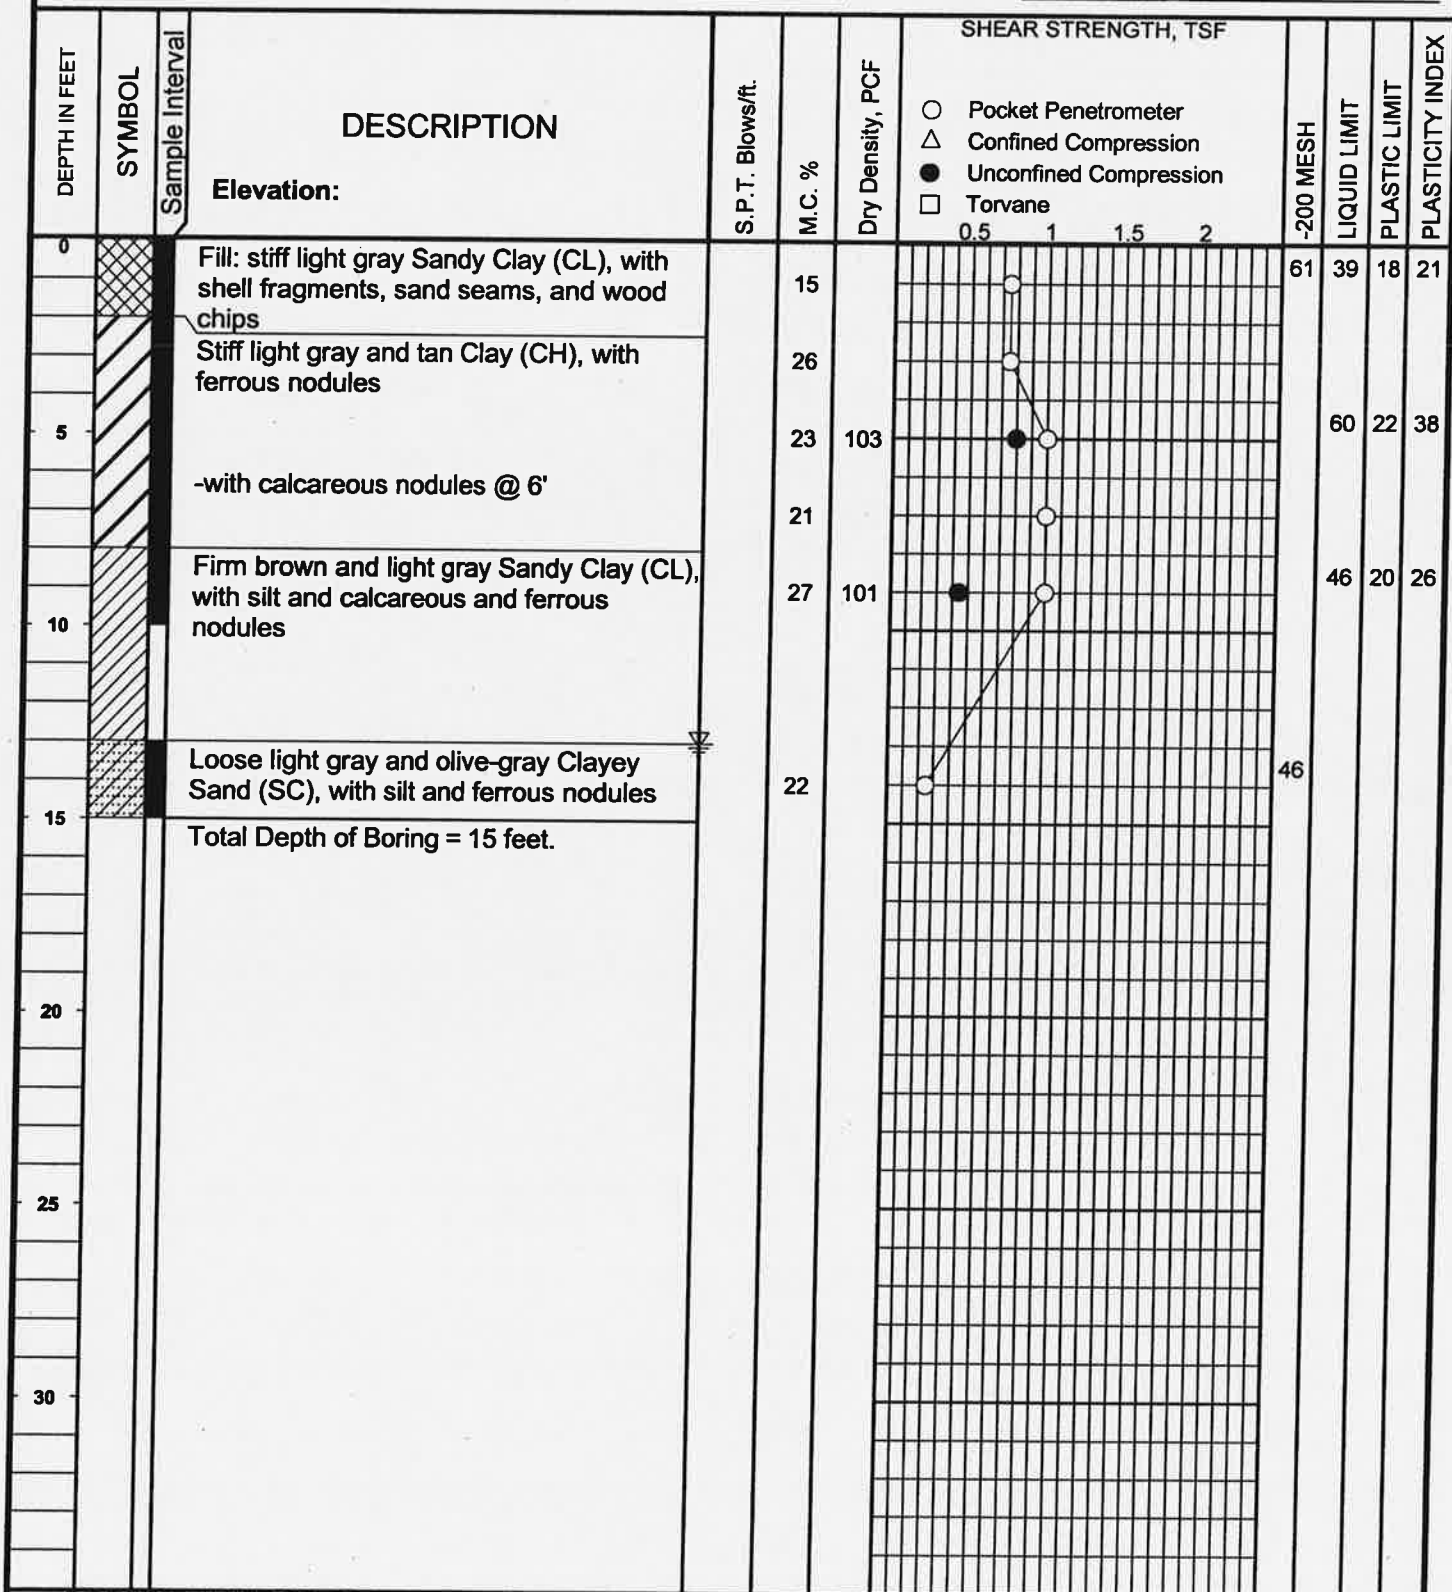 DEPTH IN FEET
SYMBOL
Sample Interval
DESCRIPTION
Elevation:
S.P.T. Blows/ft.
M.C. %
Dry Density, PCF
SHEAR STRENGTH, TSF
Pocket Penetrometer
Confined Compression
Unconfined Compression
Torvane
0.5 1 1.5 2
-200 MESH
LIQUID LIMIT
PLASTIC LIMIT
PLASTICITY INDEX
0
Fill: stiff light gray Sandy Clay (CL), with
shell fragments, sand seams, and wood
chips
15
61 39 18 21
Stiff light gray and tan Clay (CH), with
ferrous nodules
26
5
23 103
60 22 38
-with calcareous nodules @ 6'
21
Firm brown and light gray Sandy Clay (CL),
with silt and calcareous and ferrous
nodules
27 101
46 20 26
10
Loose light gray and olive-gray Clayey
Sand (SC), with silt and ferrous nodules
22
46
15
Total Depth of Boring = 15 feet.
20
25
30